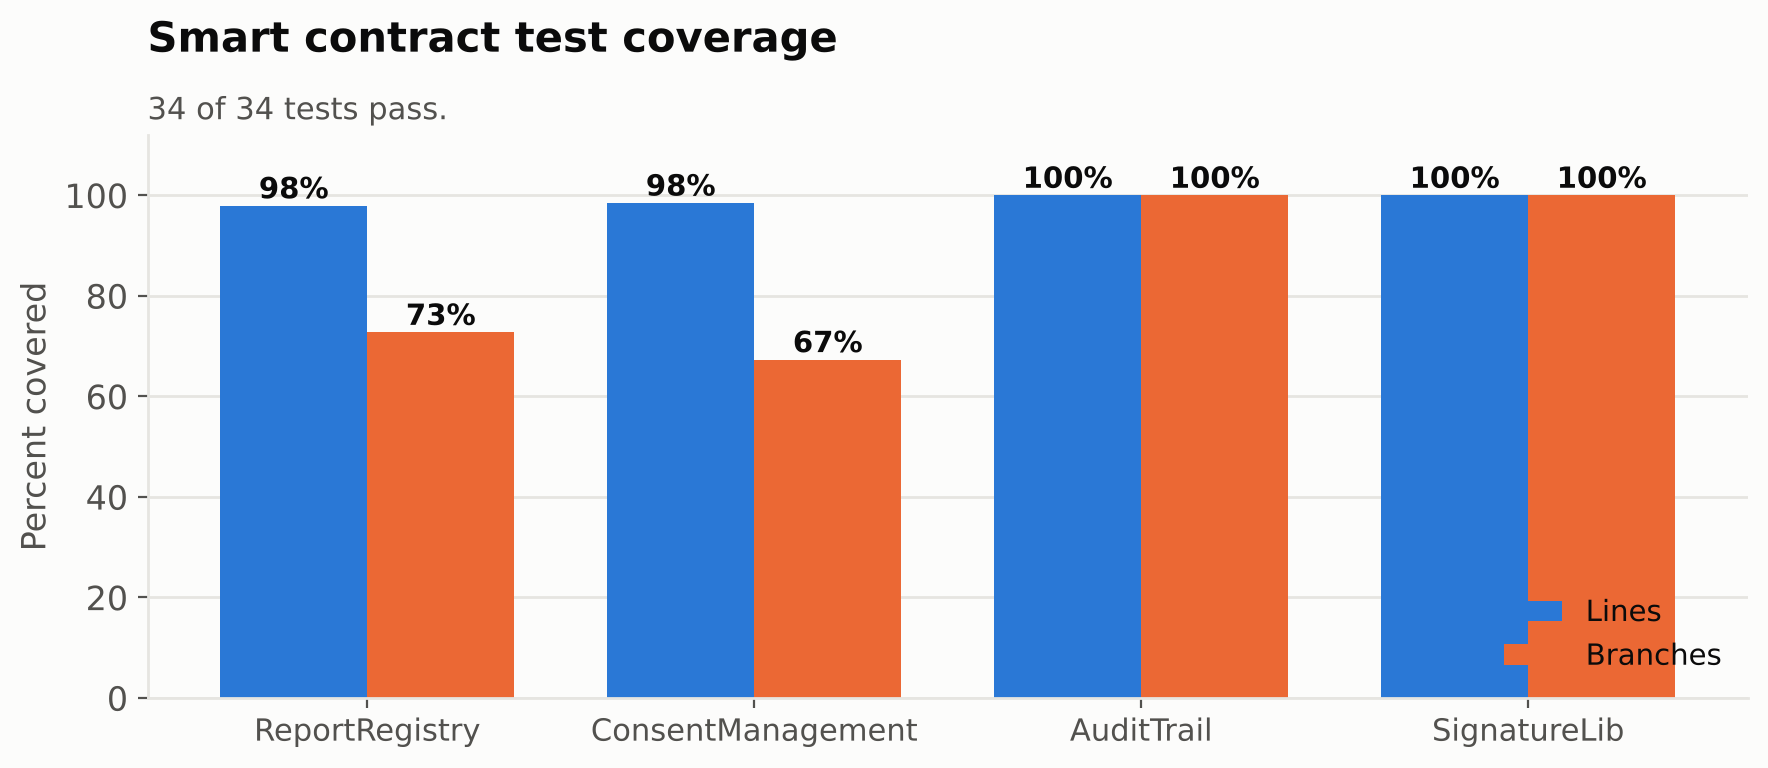 Smart contract test coverage
34 of 34 tests pass.
Percent covered
100
80
60
40
20
0
98%
73%
98%
67%
100%
100%
100%
100%
Lines
Branches
ReportRegistry
ConsentManagement
AuditTrail
SignatureLib